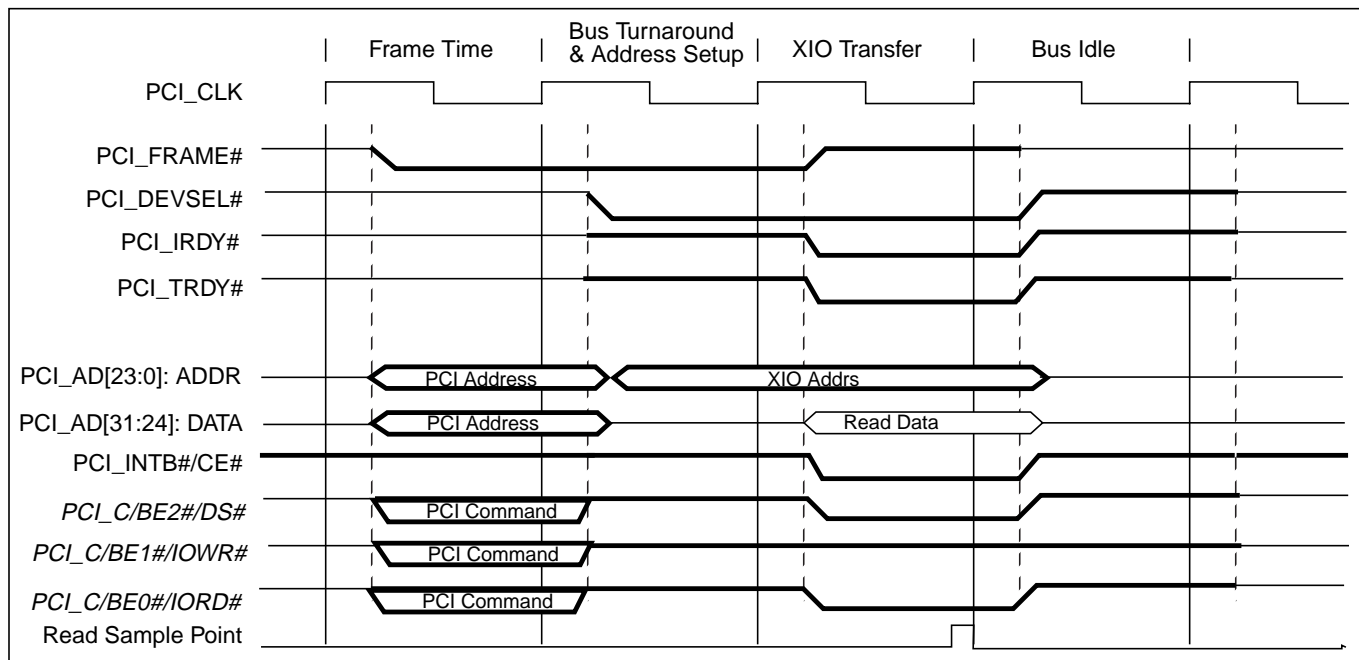 Frame Time
Bus Turnaround
& Address Setup
XIO Transfer
Bus Idle
PCI_CLK
PCI_FRAME#
PCI_DEVSEL#
PCI_IRDY#
PCI_TRDY#
PCI_AD[23:0]: ADDR
PCI Address
XIO Addrs
PCI_AD[31:24]: DATA
PCI Address
Read Data
PCI_INTB#/CE#
PCI_C/BE2#/DS#
PCI Command
PCI_C/BE1#/IOWR#
PCI Command
PCI_C/BE0#/IORD#
PCI Command
Read Sample Point